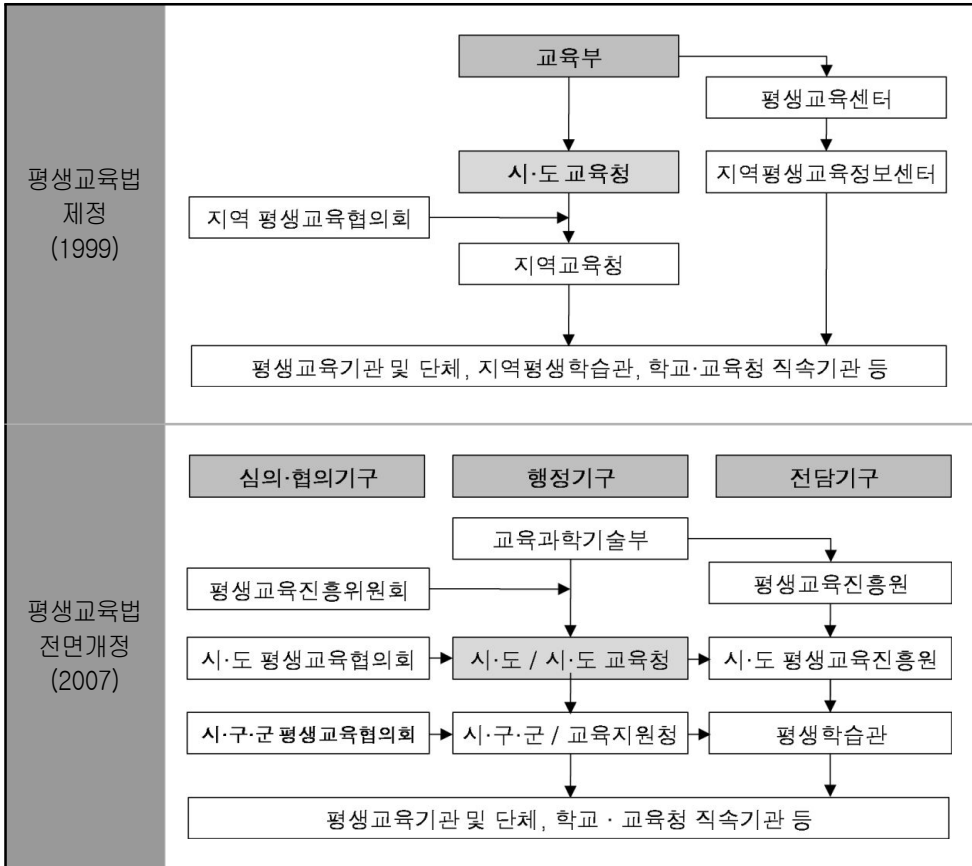 평생교육법
제정
(1999)
교육부
평생교육센터
시·도 교육청
지역평생교육정보센터
지역 평생교육협의회
지역교육청
평생교육기관 및 단체, 지역평생학습관, 학교·교육청 직속기관 등
평생교육법
전면개정
(2007)
심의·협의기구
행정기구
전담기구
교육과학기술부
평생교육진흥위원회
평생교육진흥원
시·도 평생교육협의회
시·도 / 시·도 교육청
시·도 평생교육진흥원
시·구·군 평생교육협의회
시·구·군 / 교육지원청
평생학습관
평생교육기관 및 단체, 학교 · 교육청 직속기관 등